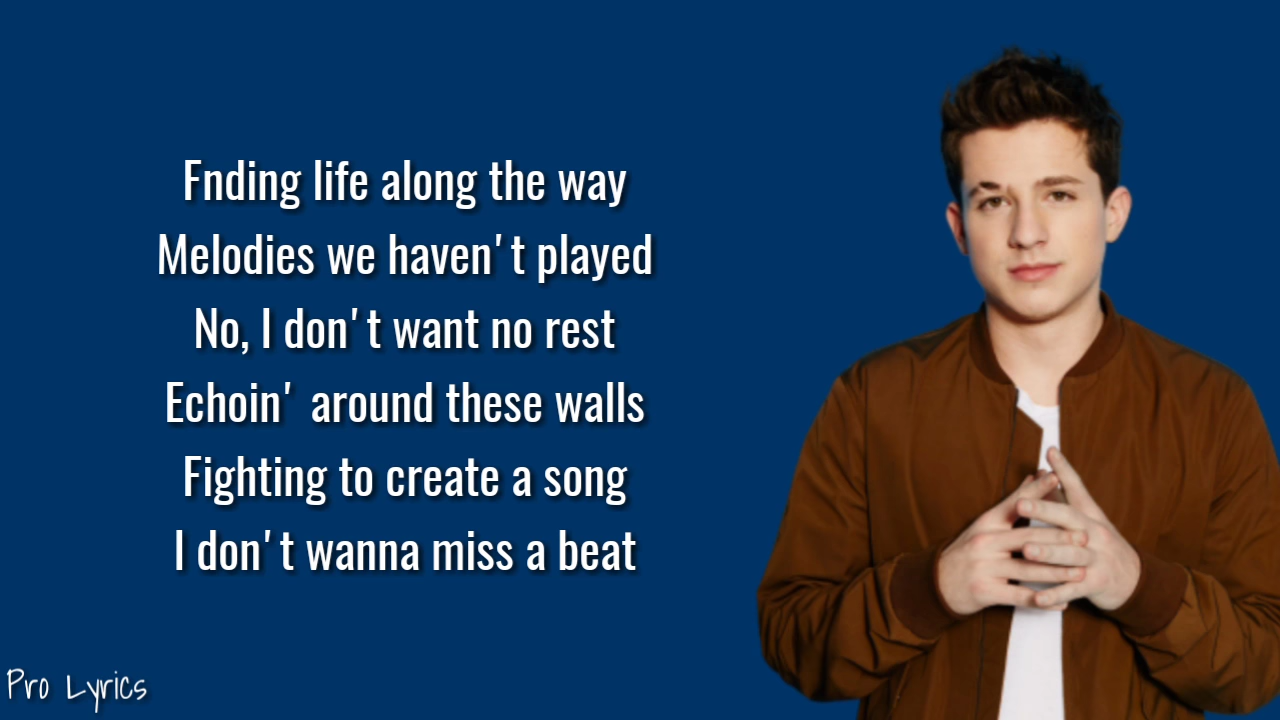 Fnding life along the way
Melodies we haven't played
No, I don't want no rest
Echoin' around these walls
Fighting to create a song
I don't wanna miss a beat
Pro Lyrics